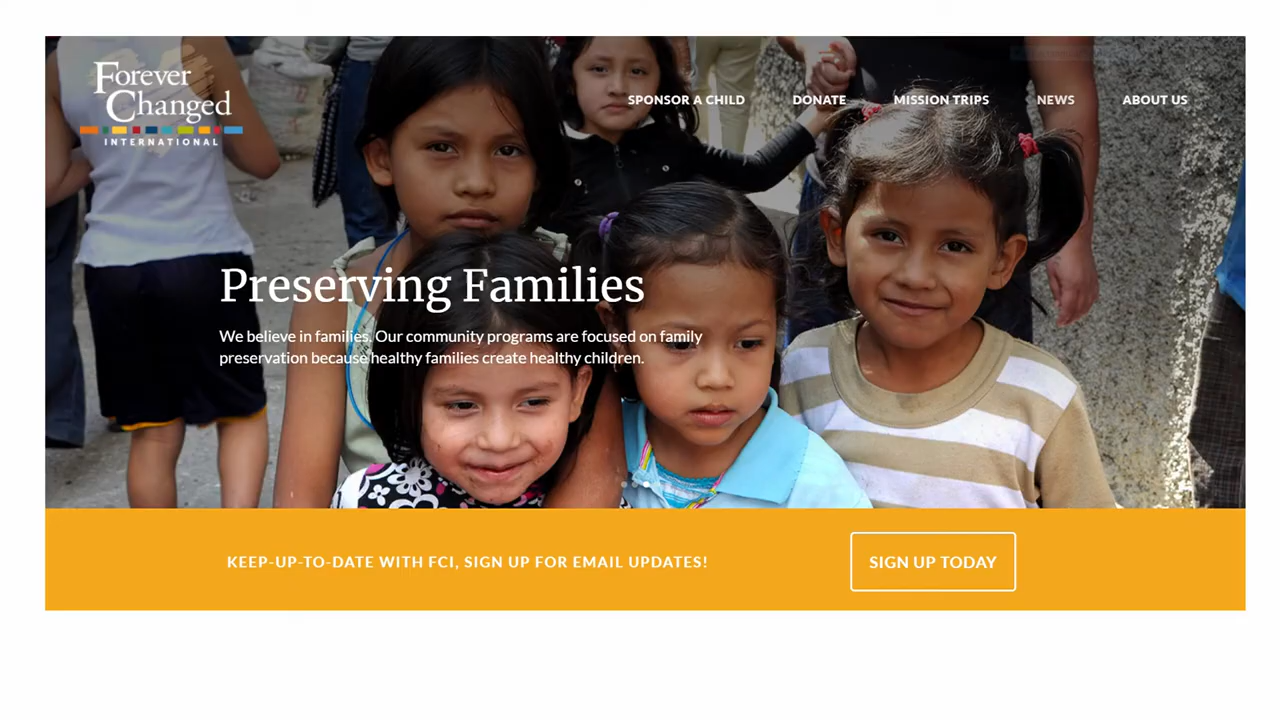 Forever
Changed
INTERNATIONAL
SPONSOR A CHILD
DONATE
MISSION TRIPS
NEWS
ABOUT US
Preserving Families
We believe in families. Our community programs are focused on family
preservation because healthy families create healthy children.
KEEP-UP-TO-DATE WITH FCI, SIGN UP FOR EMAIL UPDATES!
SIGN UP TODAY